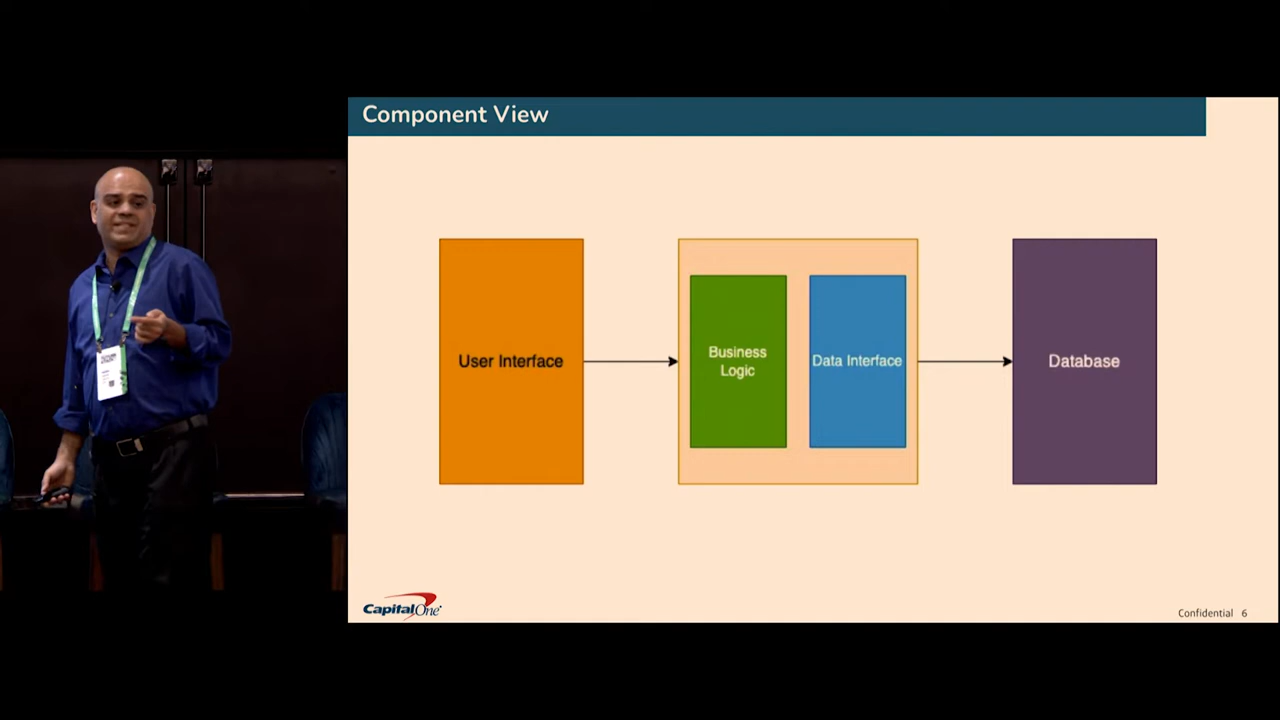 Component View
User Interface
Business
Logic
Data Interface
Database
CapitalOne
Confidential 6